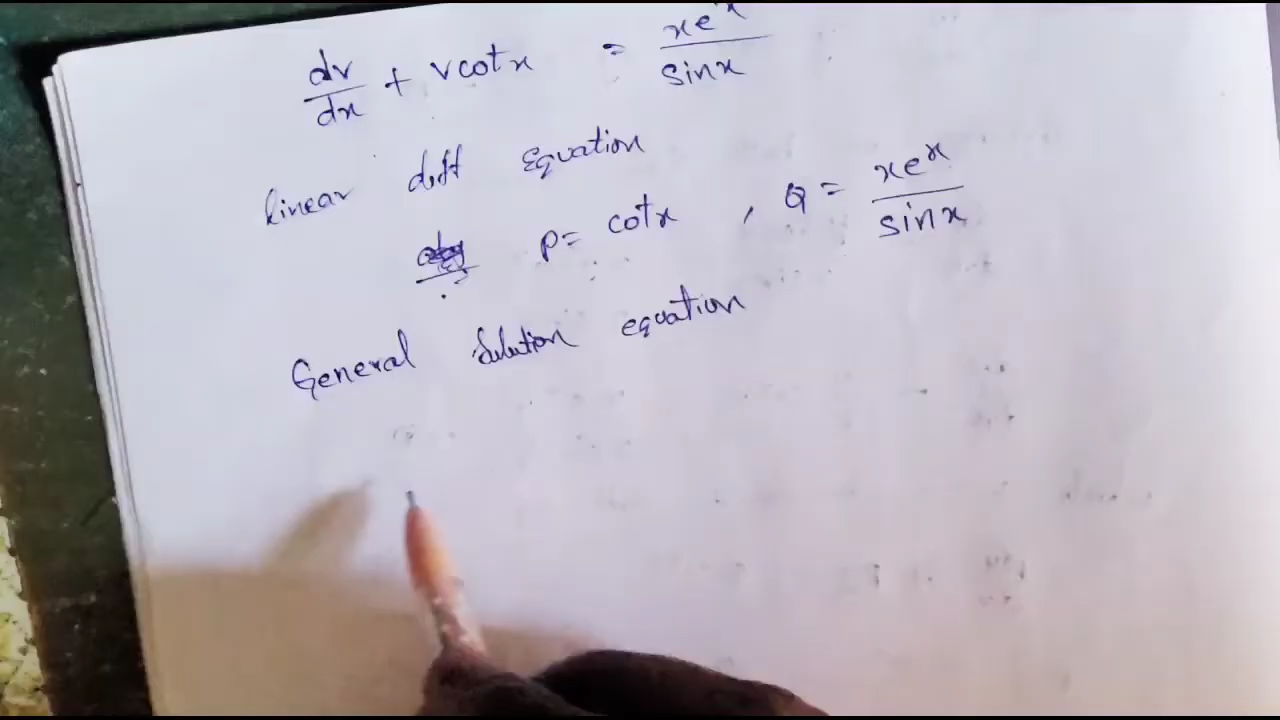 dv/dx + v cot x = xe^x/sin x
Linear diff Equation
P = cot x , Q = xe^x/sin x
General Solution equation